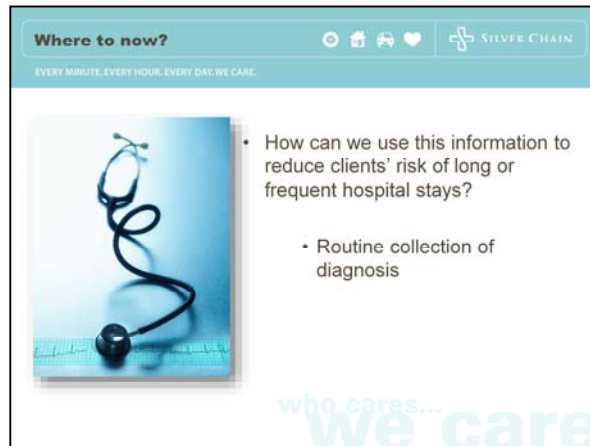 Where to now?
SILVER CHAIN
EVERY MINUTE. EVERY HOUR. EVERY DAY. WE CARE.
• How can we use this information to
reduce clients' risk of long or
frequent hospital stays?
- Routine collection of
diagnosis
who cares...
we care